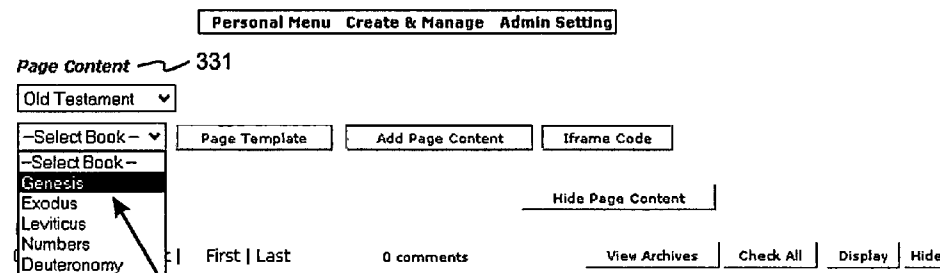 Personal Menu Create & Manage Admin Setting
Page Content 331
Old Testament
--Select Book--
Page Template
Add Page Content
Iframe Code
--Select Book--
Genesis
Exodus
Leviticus
Numbers
Deuteronomy
Hide Page Content
| First | Last
0 comments
View Archives
Check All
Display
Hide